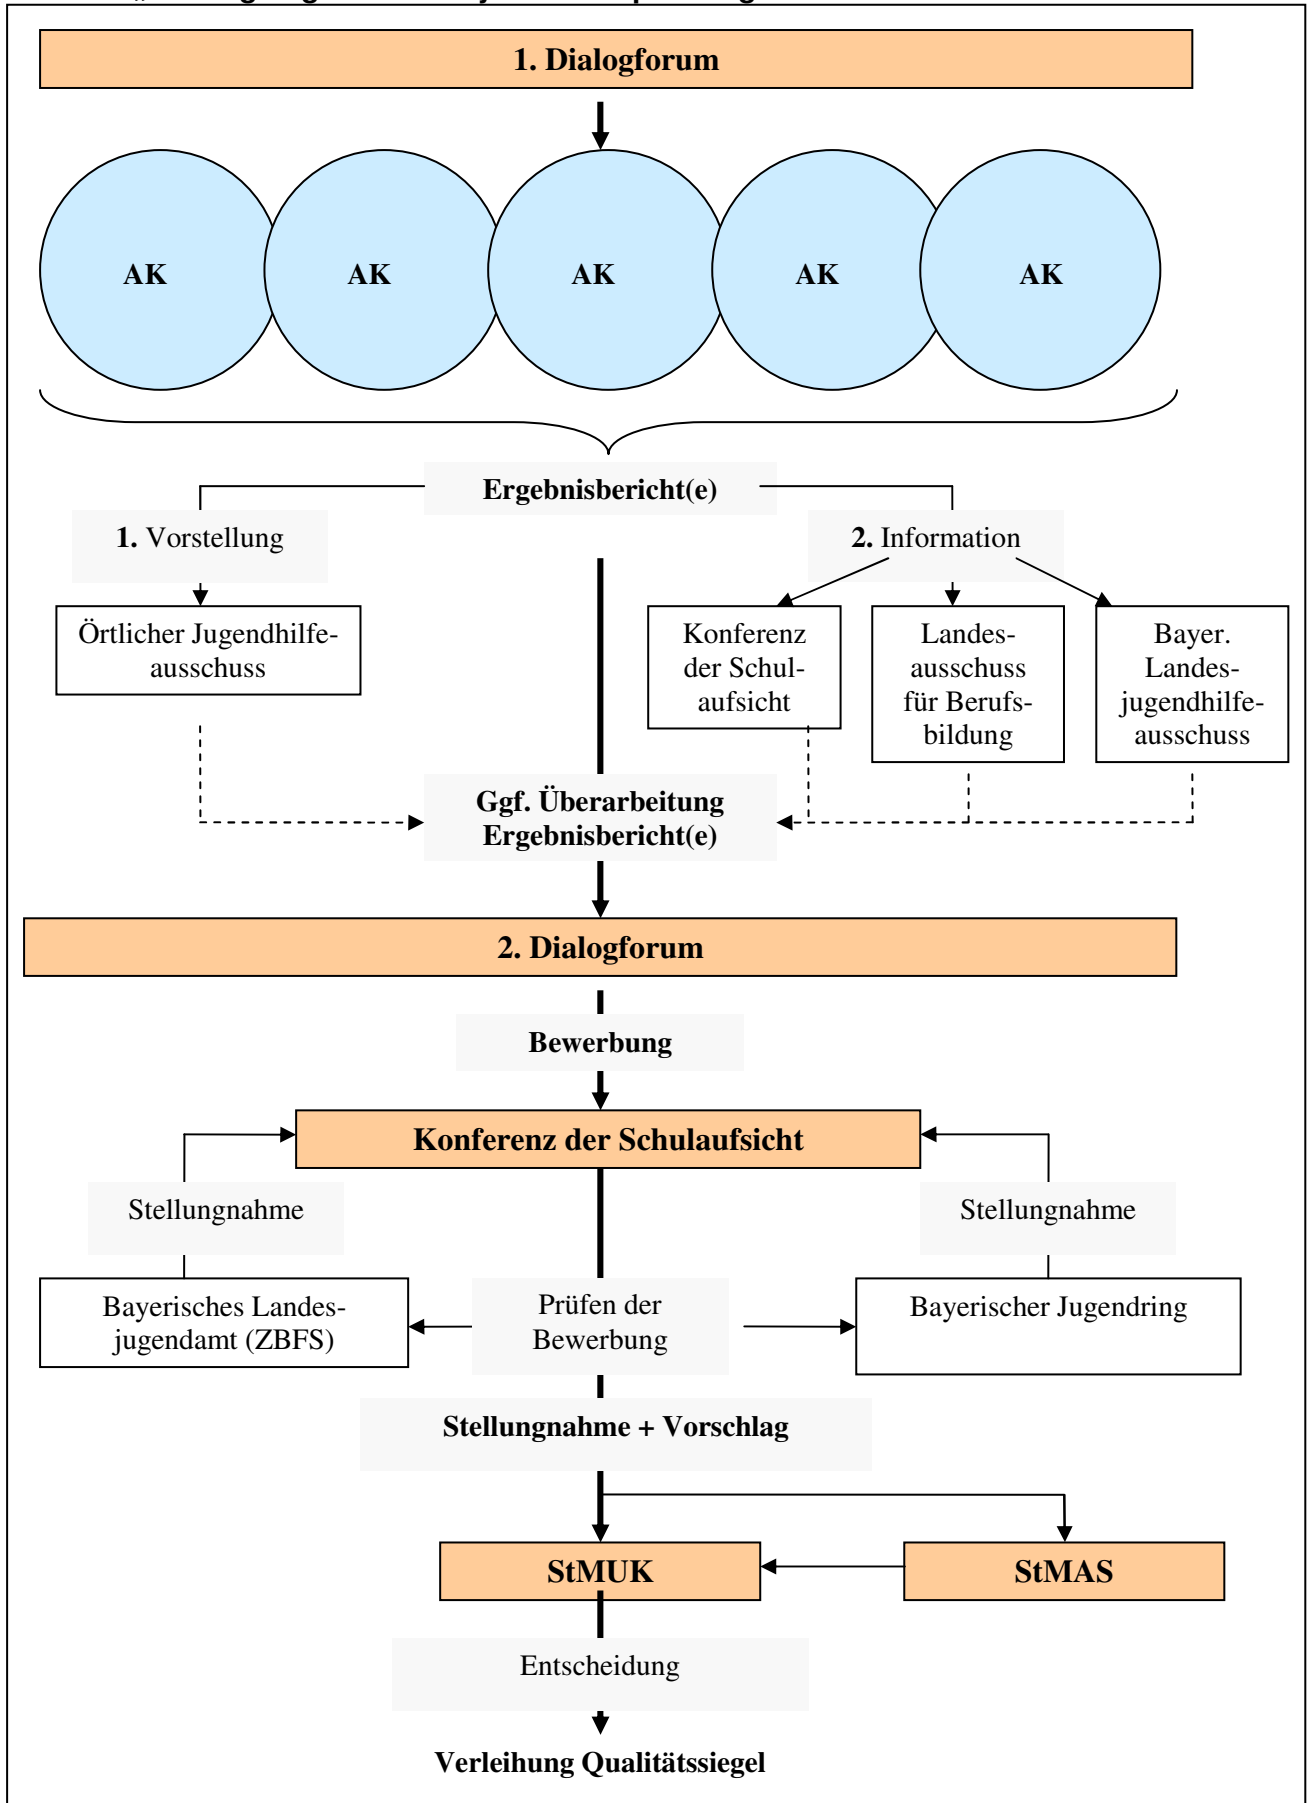 1. Dialogforum
AK
AK
AK
AK
AK
Ergebnisbericht(e)
1. Vorstellung
2. Information
Örtlicher Jugendhilfe-
ausschuss
Konferenz
der Schul-
aufsicht
Landes-
ausschuss
für Berufs-
bildung
Bayer.
Landes-
jugendhilfe-
ausschuss
Ggf. Überarbeitung
Ergebnisbericht(e)
2. Dialogforum
Bewerbung
Konferenz der Schulaufsicht
Stellungnahme
Stellungnahme
Bayerisches Landes-
jugendamt (ZBFS)
Prüfen der
Bewerbung
Bayerischer Jugendring
Stellungnahme + Vorschlag
StMUK
StMAS
Entscheidung
Verleihung Qualitätssiegel